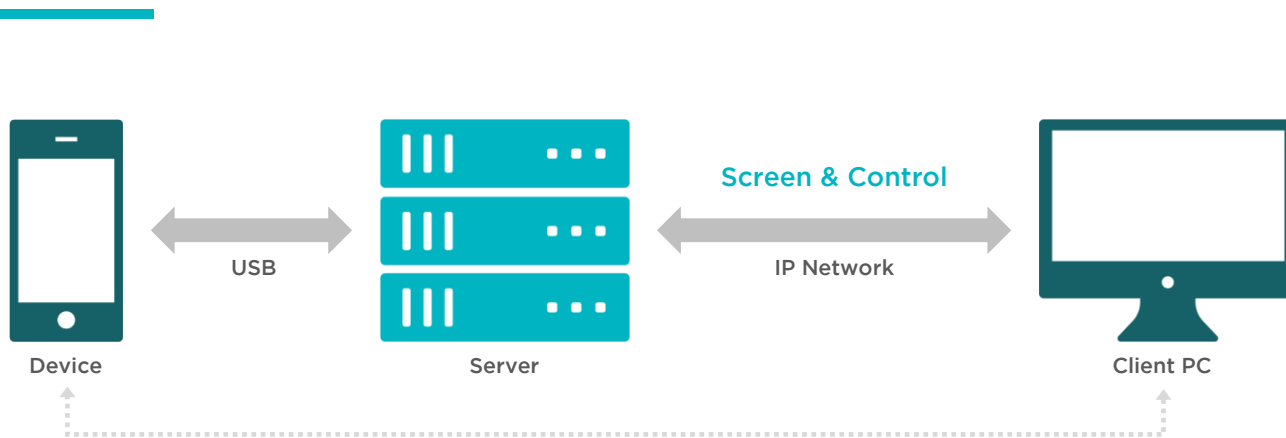 Screen & Control
USB
IP Network
Device
Server
Client PC